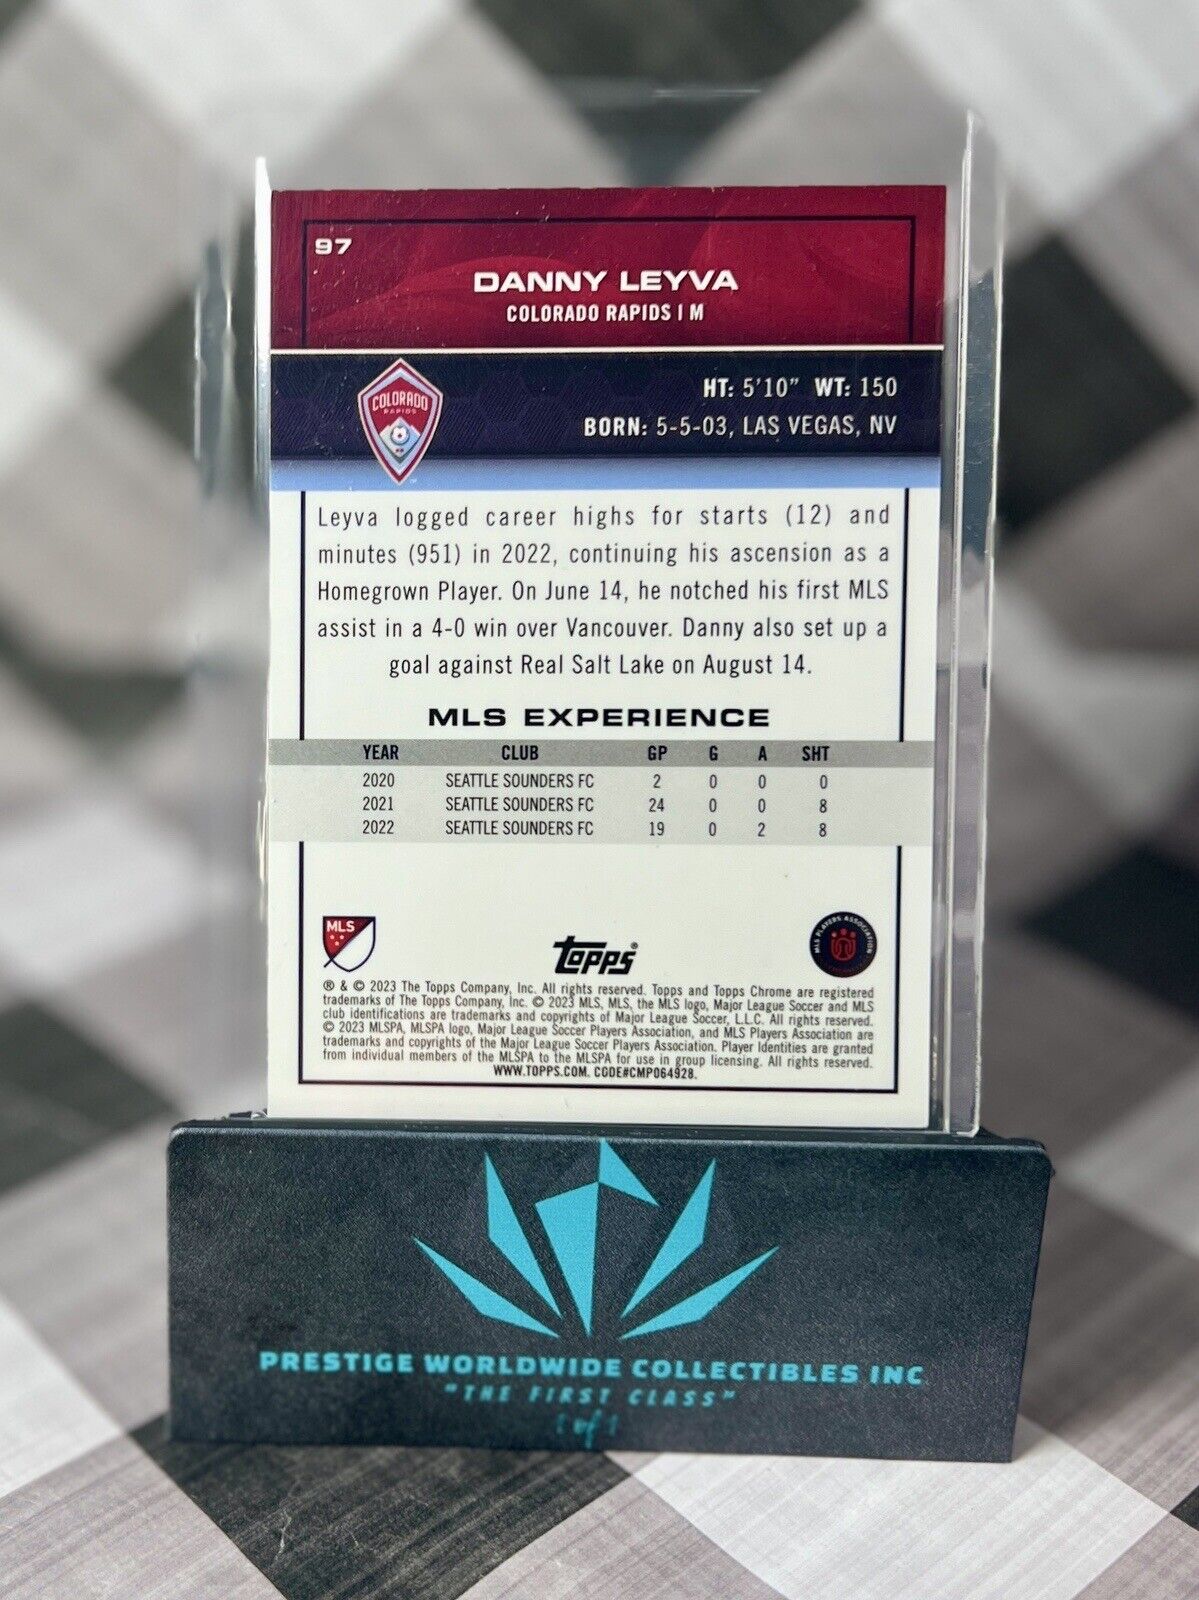 97
DANNY LEYVA
COLORADO RAPIDS | M
COLORADO
RAPIDS
HT: 5'10" WT: 150
BORN: 5-5-03, LAS VEGAS, NV
Leyva logged career highs for starts (12) and
minutes (951) in 2022, continuing his ascension as a
Homegrown Player. On June 14, he notched his first MLS
assist in a 4-0 win over Vancouver. Danny also set up a
goal against Real Salt Lake on August 14.
MLS EXPERIENCE
YEAR CLUB GP G A SHT
2020 SEATTLE SOUNDERS FC 2 0 0 0
2021 SEATTLE SOUNDERS FC 24 0 0 8
2022 SEATTLE SOUNDERS FC 19 0 2 8
MLS
Topps®
MLS PLAYERS ASSOCIATION
® & © 2023 The Topps Company, Inc. All rights reserved. Topps and Topps Chrome are registered
trademarks of The Topps Company, Inc. © 2023 MLS, MLS, the MLS logo, Major League Soccer and MLS
club identifications are trademarks and copyrights of Major League Soccer, L.L.C. All rights reserved.
© 2023 MLSPA, MLSPA logo, Major League Soccer Players Association, and MLS Players Association are
trademarks and copyrights of the Major League Soccer Players Association. Player Identities are granted
from individual members of the MLSPA to the MLSPA for use in group licensing. All rights reserved.
WWW.TOPPS.COM. CODE#CMP064928.
PRESTIGE WORLDWIDE COLLECTIBLES INC
"THE FIRST CLASS"
1 of 1